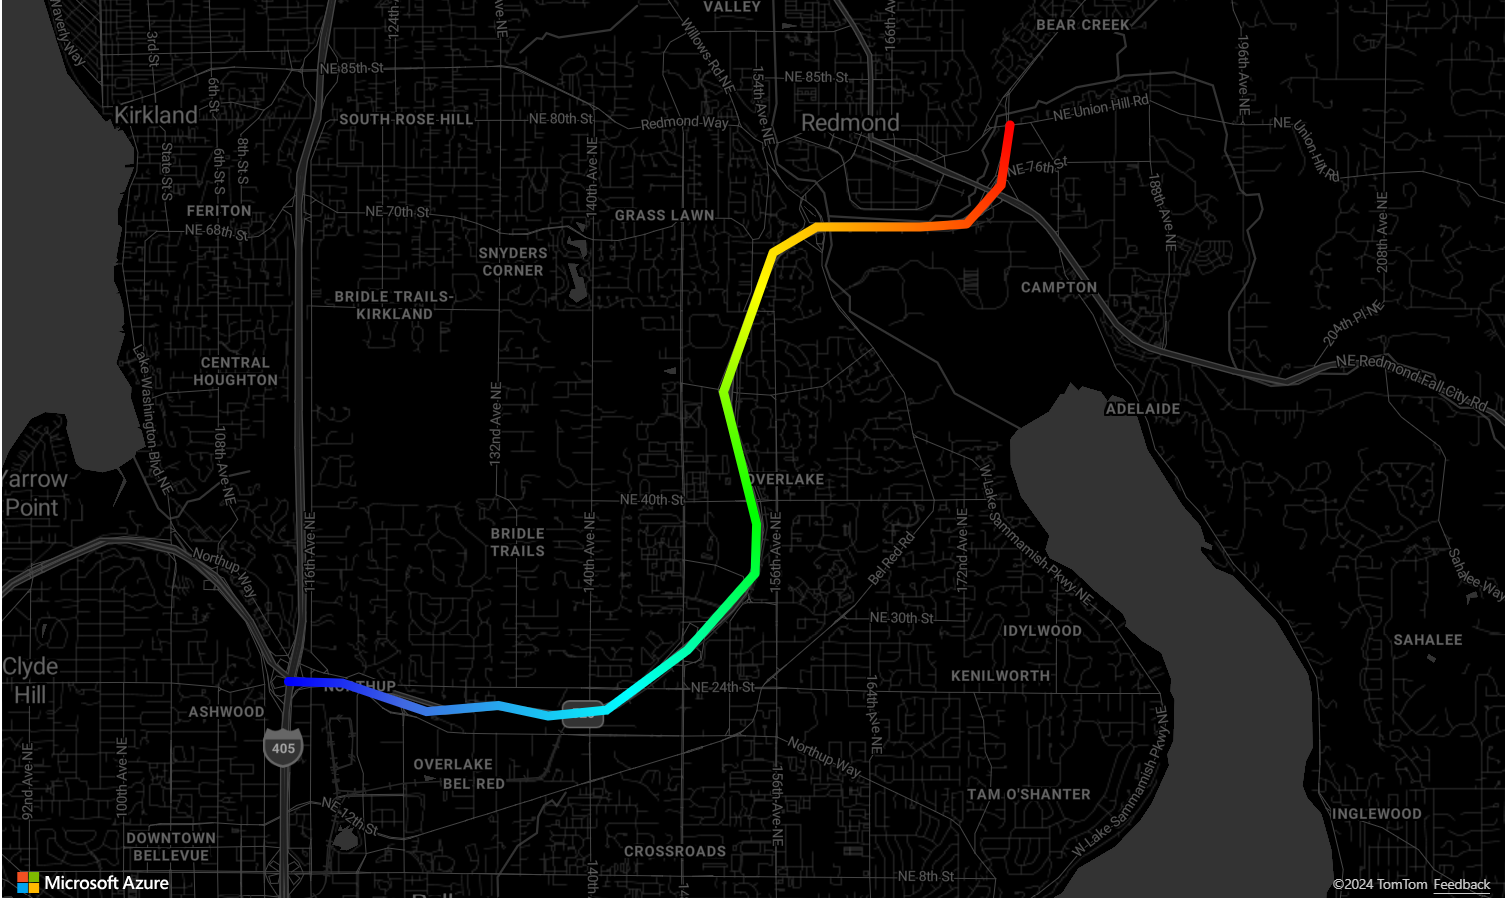 VALLEY
BEAR CREEK
Waverly Way
3rd St
124th
Ave NE
Willows Rd NE
166th Av
196th Ave NE
NE 85th St
NE 85th St
6th St
154th Ave NE
Kirkland
SOUTH ROSE HILL
NE 80th St
Redmond Way
Redmond
NE Union Hill Rd
NE
Union Hill Rd
State St S
6th St S
8th St S
140th Ave NE
NE 76th St
188th Ave NE
208th Ave NE
FERITON
NE 68th St
NE 70th St
GRASS LAWN
SNYDERS
CORNER
CAMPTON
BRIDLE TRAILS-
KIRKLAND
204th Pl NE
CENTRAL
HOUGHTON
Lake Washington Blvd NE
NE Redmond Fall City Rd
ADELAIDE
132nd Ave NE
108th Ave NE
Yarrow
Point
OVERLAKE
NE 40th St
W Lake Sammamish Pkwy NE
BRIDLE
TRAILS
116th Ave NE
140th Ave NE
156th Ave NE
172nd Ave NE
Bel Red Rd
Northup Way
Sahalee Way
NE 30th St
IDYLWOOD
SAHALEE
Clyde
Hill
KENILWORTH
NORTHUP
NE 24th St
164th Ave NE
ASHWOOD
W Lake Sammamish Pkwy NE
405
Northup Way
92nd Ave NE
100th Ave NE
OVERLAKE
BEL RED
156th Ave NE
TAM O'SHANTER
NE 12th St
INGLEWOOD
DOWNTOWN
BELLEVUE
CROSSROADS
140th
14
NE 8th St
Microsoft Azure
©2024 TomTom Feedback